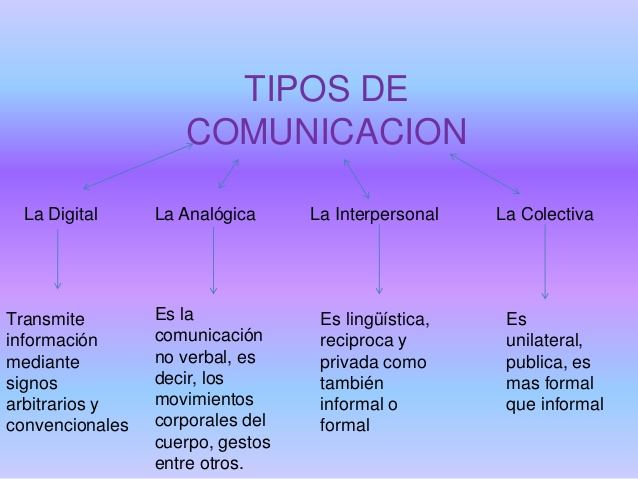 TIPOS DE
COMUNICACION
La Digital
La Analógica
La Interpersonal
La Colectiva
Transmite
información
mediante
signos
arbitrarios y
convencionales
Es la
comunicación
no verbal, es
decir, los
movimientos
corporales del
cuerpo, gestos
entre otros.
Es lingüística,
reciproca y
privada como
también
informal o
formal
Es
unilateral,
publica, es
mas formal
que informal